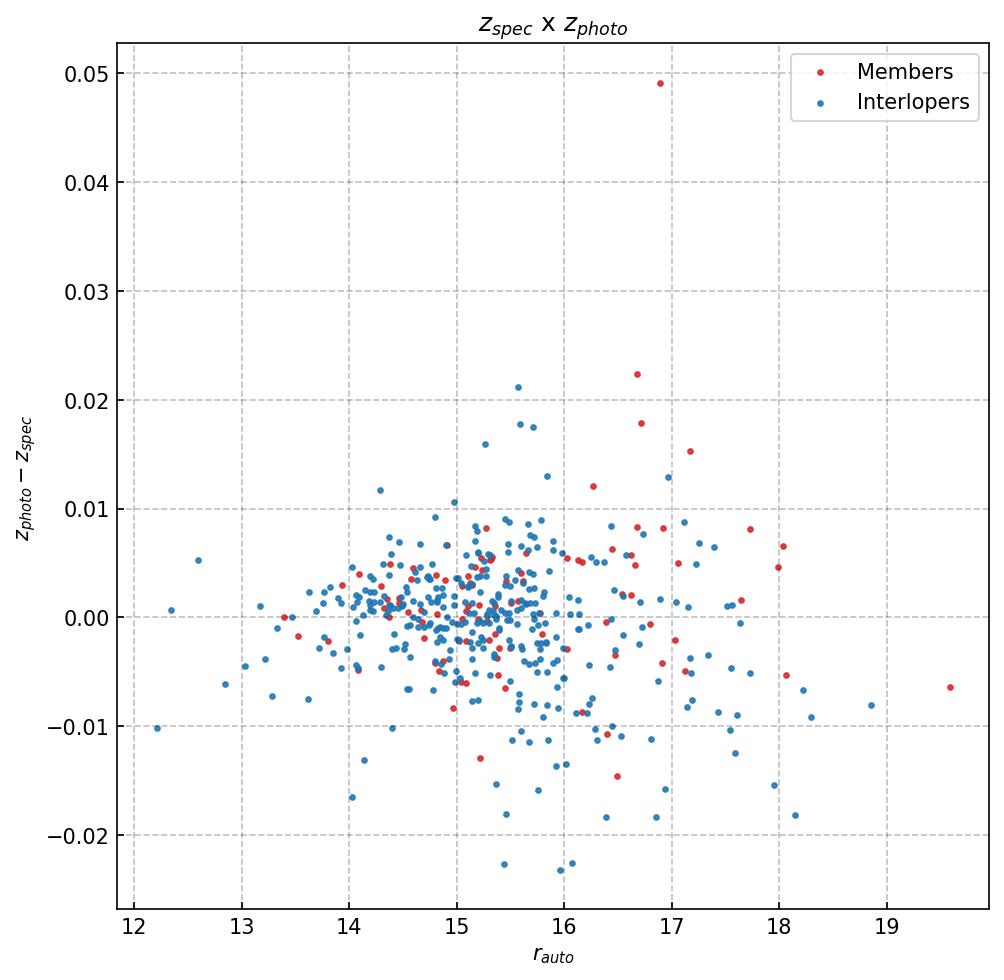 z_spec x z_photo
Members
Interlopers
0.05
0.04
0.03
0.02
0.01
0.00
−0.01
−0.02
z_photo − z_spec
12 13 14 15 16 17 18 19
r_auto